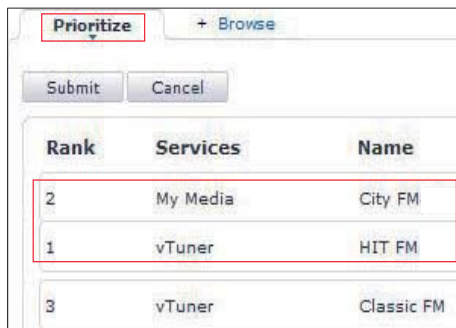 Prioritize + Browse
Submit Cancel
Rank Services Name
2 My Media City FM
1 vTuner HIT FM
3 vTuner Classic FM